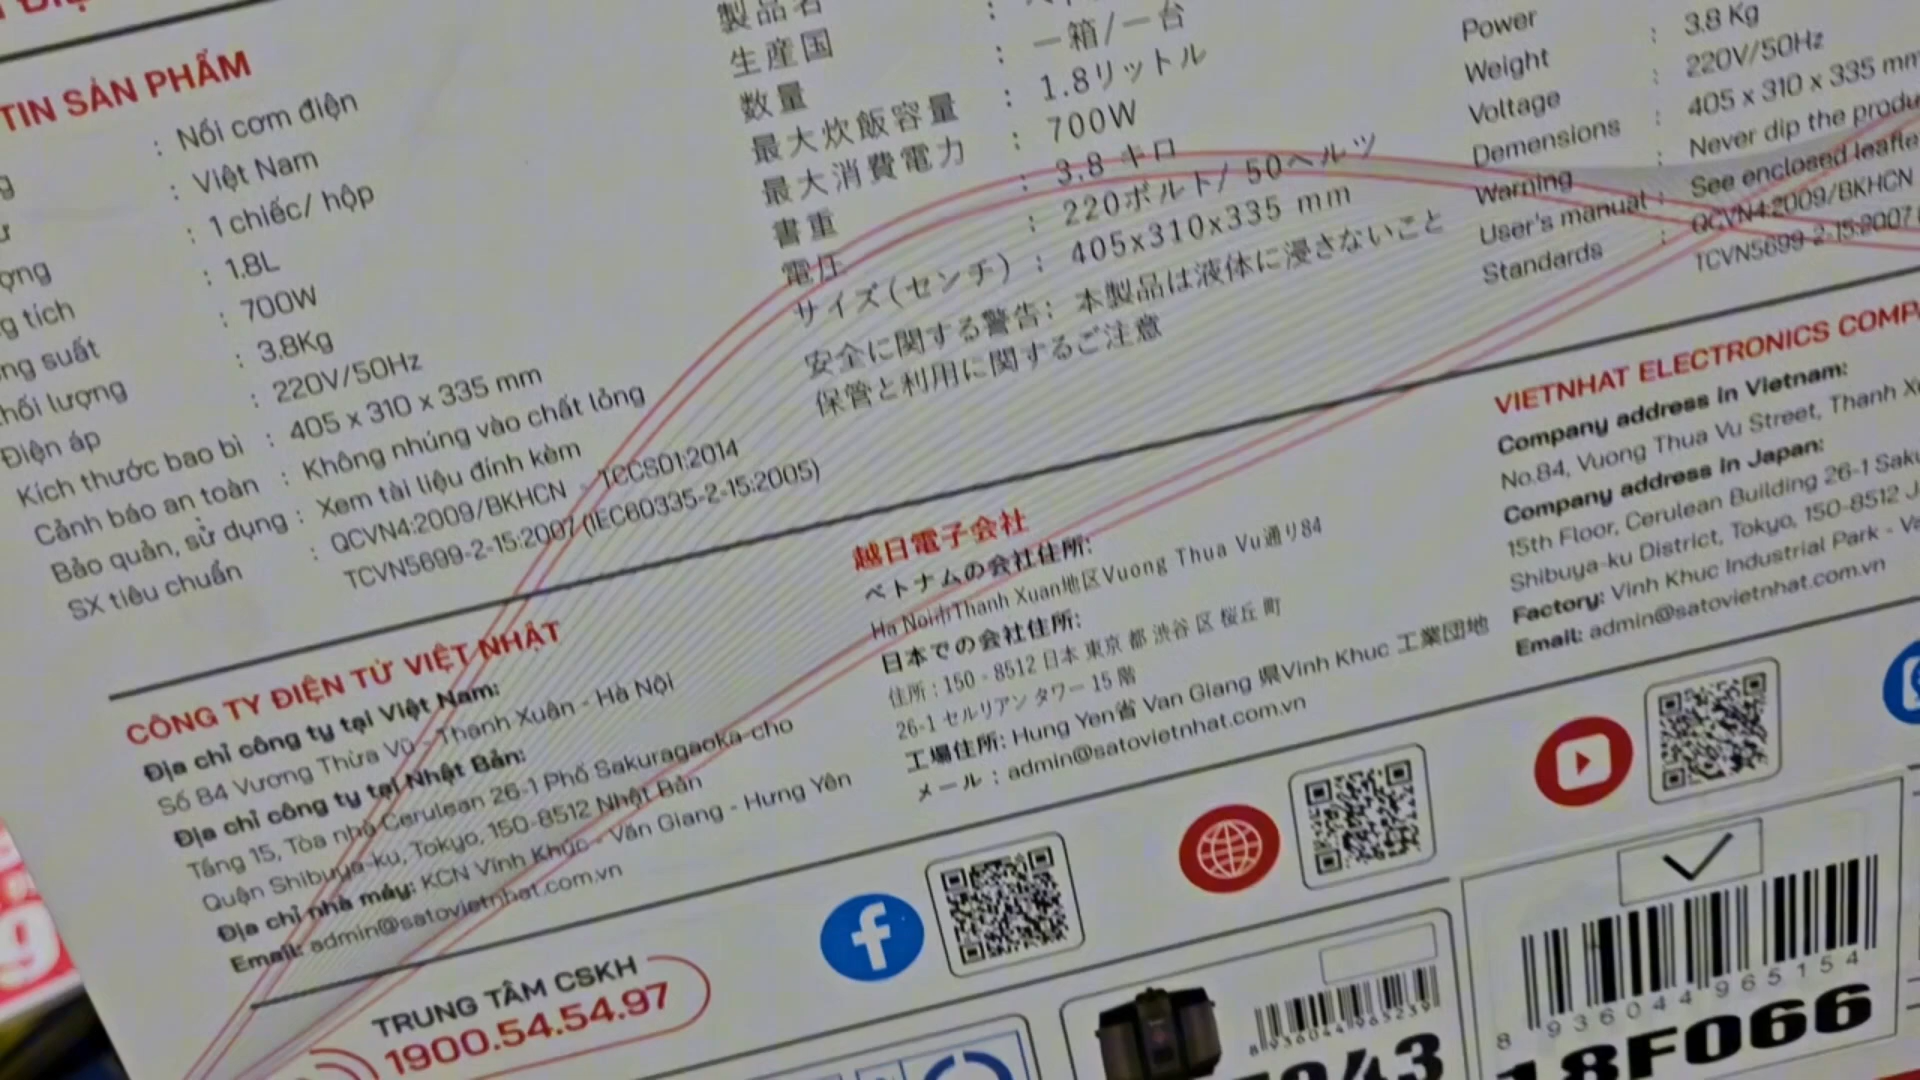 TIN SẢN PHẨM
: Nồi cơm điện
: Việt Nam
: 1 chiếc/ hộp
: 1.8L
: 700W
: 3.8Kg
: 220V/50Hz
Điện áp
Kích thước bao bì : 405 x 310 x 335 mm
Cảnh báo an toàn : Không nhúng vào chất lỏng
Bảo quản, sử dụng : Xem tài liệu đính kèm
SX tiêu chuẩn : QCVN4:2009/BKHCN - TCCS01:2014
TCVN5699-2-15:2007 (IEC60335-2-15:2005)
製品名
生産国
数量
最大炊飯容量
最大消費電力
書重
電圧
サイズ(センチ) :
: 一箱/一台
: 1.8リットル
: 700W
: 3.8 キロ
: 220ボルト/ 50ヘルツ
405x310x335 mm
安全に関する警告: 本製品は液体に浸さないこと
保管と利用に関するご注意
Power
Weight : 3.8 Kg
Voltage : 220V/50Hz
Demensions : 405 x 310 x 335 mm
Warning : Never dip the produ
User's manual : See enclosed leafle
Standards : QCVN4:2009/BKHCN
TCVN5699-2-15:2007
CÔNG TY ĐIỆN TỬ VIỆT NHẬT
Địa chỉ công ty tại Việt Nam:
Số 84 Vương Thừa Vũ - Thanh Xuân - Hà Nội
Địa chỉ công ty tại Nhật Bản:
Tầng 15, Tòa nhà Cerulean 26-1 Phố Sakuragaoka-cho
Quận Shibuya-ku, Tokyo, 150-8512 Nhật Bản
Địa chỉ nhà máy: KCN Vĩnh Khúc - Văn Giang - Hưng Yên
Email: admin@satovietnhat.com.vn
越日電子会社
ベトナムの会社住所:
Ha Noi市Thanh Xuan地区Vuong Thua Vu通り84
日本での会社住所:
住所 : 150 - 8512 日本 東京 都 渋谷 区 桜丘 町
26-1 セルリアン タワー 15 階
工場住所: Hung Yen省 Van Giang 県Vinh Khuc 工業団地
メール : admin@satovietnhat.com.vn
VIETNHAT ELECTRONICS COMP
Company address in Vietnam:
No.84, Vuong Thua Vu Street, Thanh X
Company address in Japan:
15th Floor, Cerulean Building 26-1 Saku
Shibuya-ku District, Tokyo, 150-8512 J
Factory: Vinh Khuc Industrial Park - Va
Email: admin@satovietnhat.com.vn
TRUNG TÂM CSKH
1900.54.54.97
8 936044 965239
8 936044 965154
18F066